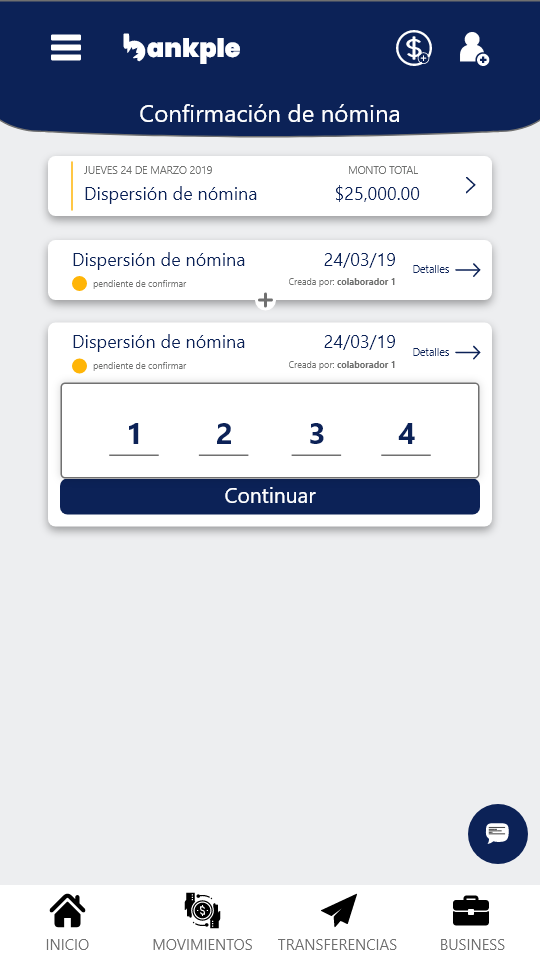 bankple
Confirmación de nómina
JUEVES 24 DE MARZO 2019
MONTO TOTAL
Dispersión de nómina
$25,000.00
Dispersión de nómina
24/03/19
Detalles
pendiente de confirmar
Creada por: colaborador 1
Dispersión de nómina
24/03/19
Detalles
pendiente de confirmar
Creada por: colaborador 1
1 2 3 4
Continuar
INICIO
MOVIMIENTOS
TRANSFERENCIAS
BUSINESS